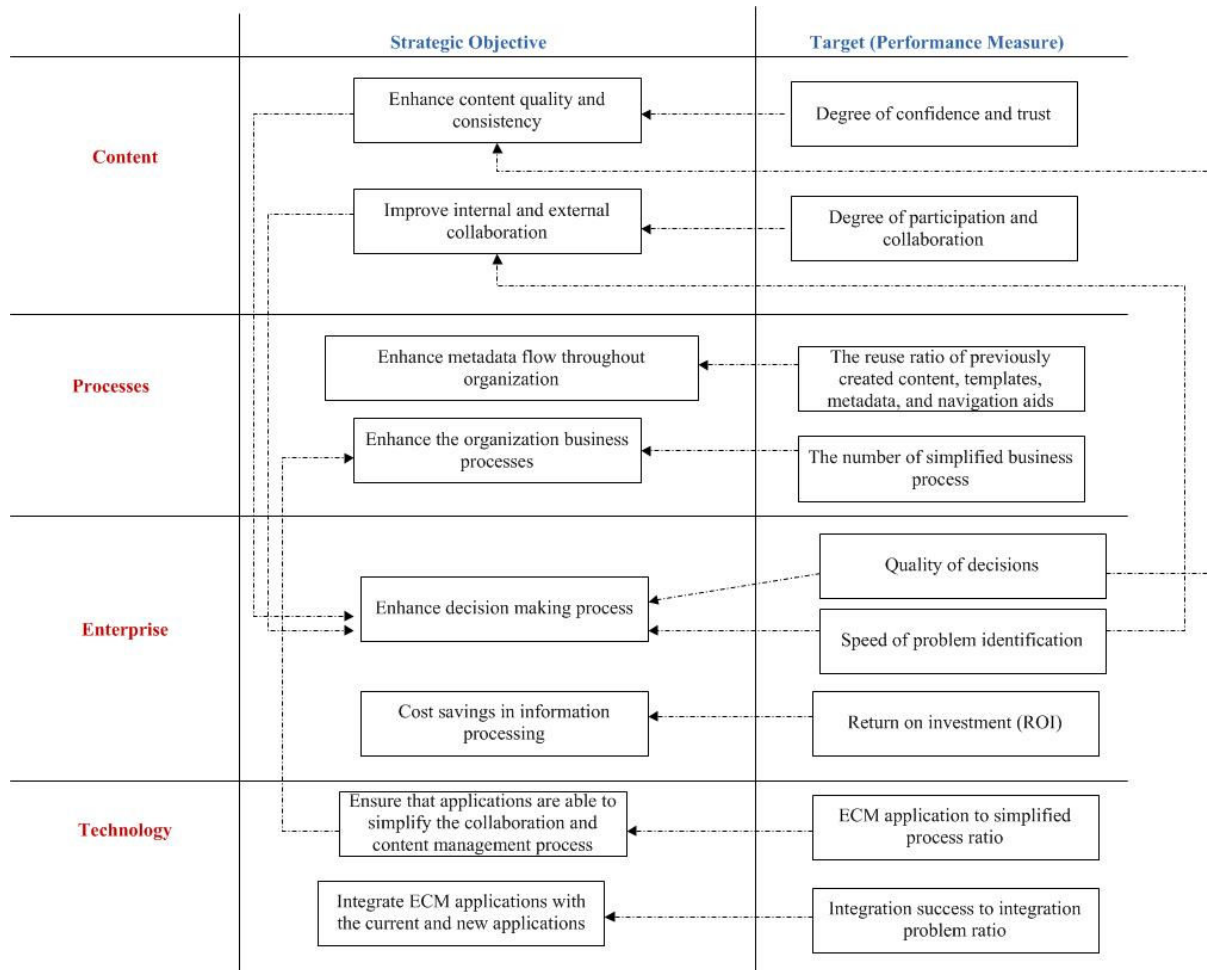 Strategic Objective
Target (Performance Measure)
Content
Enhance content quality and
consistency
Degree of confidence and trust
Improve internal and external
collaboration
Degree of participation and
collaboration
Processes
Enhance metadata flow throughout
organization
The reuse ratio of previously
created content, templates,
metadata, and navigation aids
Enhance the organization business
processes
The number of simplified business
process
Enterprise
Enhance decision making process
Quality of decisions
Speed of problem identification
Cost savings in information
processing
Return on investment (ROI)
Technology
Ensure that applications are able to
simplify the collaboration and
content management process
ECM application to simplified
process ratio
Integrate ECM applications with
the current and new applications
Integration success to integration
problem ratio